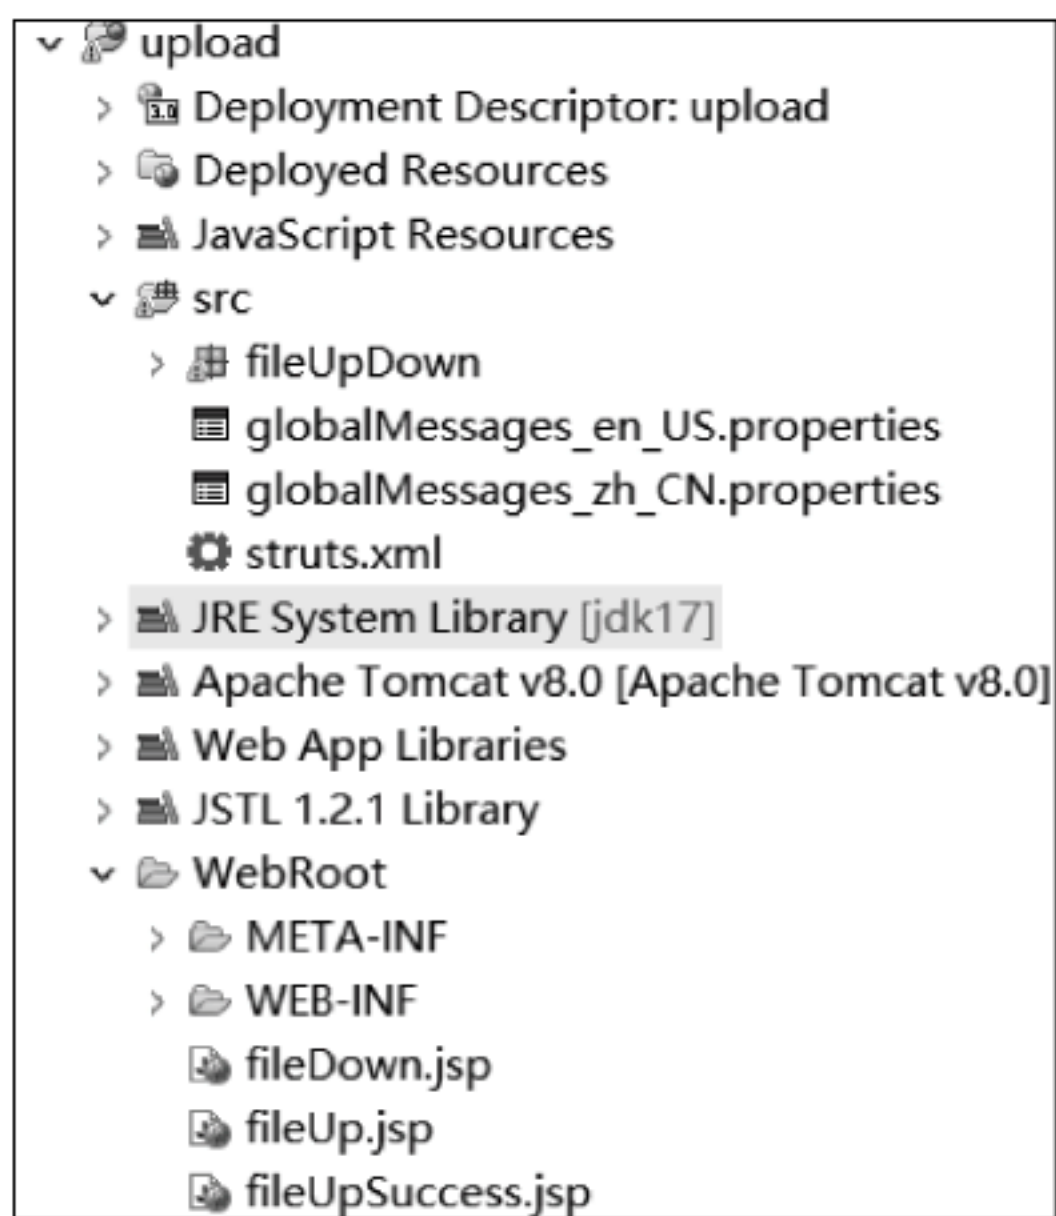 upload
3.0 Deployment Descriptor: upload
Deployed Resources
JavaScript Resources
src
fileUpDown
globalMessages_en_US.properties
globalMessages_zh_CN.properties
struts.xml
JRE System Library [jdk17]
Apache Tomcat v8.0 [Apache Tomcat v8.0]
Web App Libraries
JSTL 1.2.1 Library
WebRoot
META-INF
WEB-INF
fileDown.jsp
fileUp.jsp
fileUpSuccess.jsp